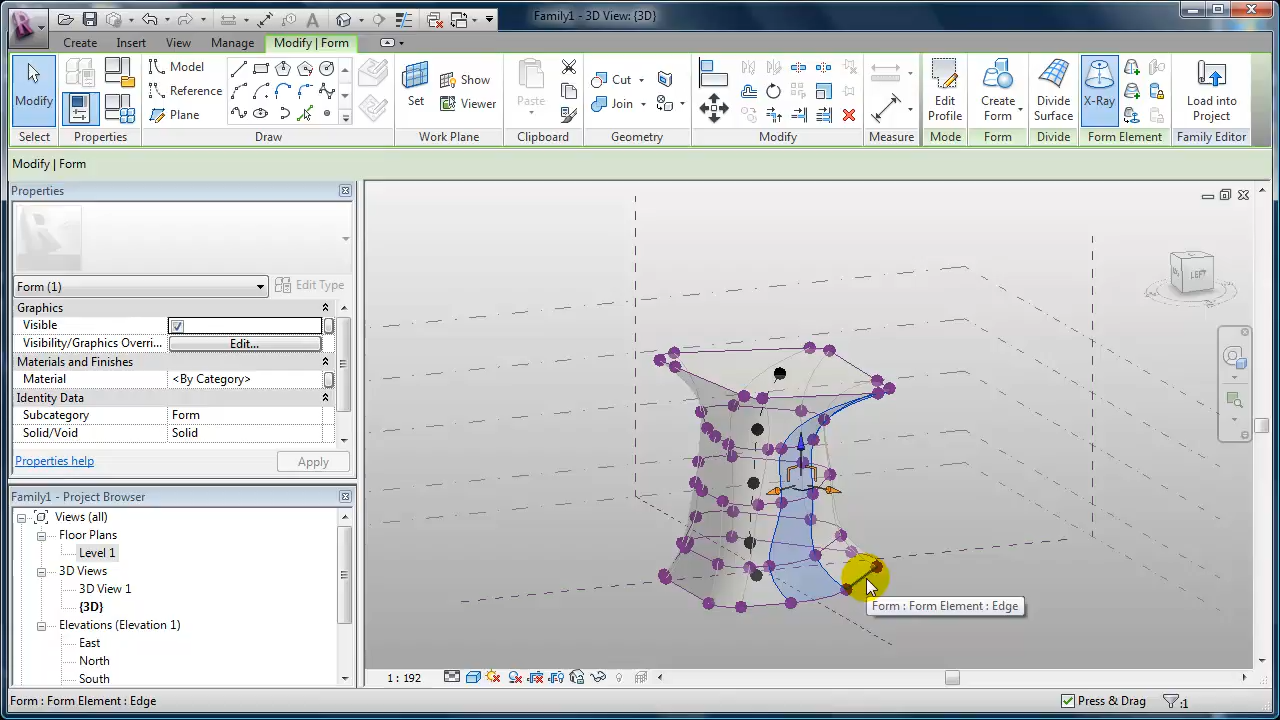 Family1 - 3D View: {3D}
Create Insert View Manage Modify | Form
Modify
Model
Reference
Plane
Set
Show
Viewer
Paste
Cut
Join
Edit Profile
Create Form
Divide Surface
X-Ray
Load into Project
Select Properties Draw Work Plane Clipboard Geometry Modify Measure Mode Form Divide Form Element Family Editor
Modify | Form
Properties
Form (1)
Edit Type
Graphics
Visible
Visibility/Graphics Overri... Edit...
Materials and Finishes
Material <By Category>
Identity Data
Subcategory Form
Solid/Void Solid
Properties help Apply
Family1 - Project Browser
Views (all)
Floor Plans
Level 1
3D Views
3D View 1
{3D}
Elevations (Elevation 1)
East
North
South
LEFT
Form : Form Element : Edge
1 : 192
Form : Form Element : Edge
Press & Drag
:1